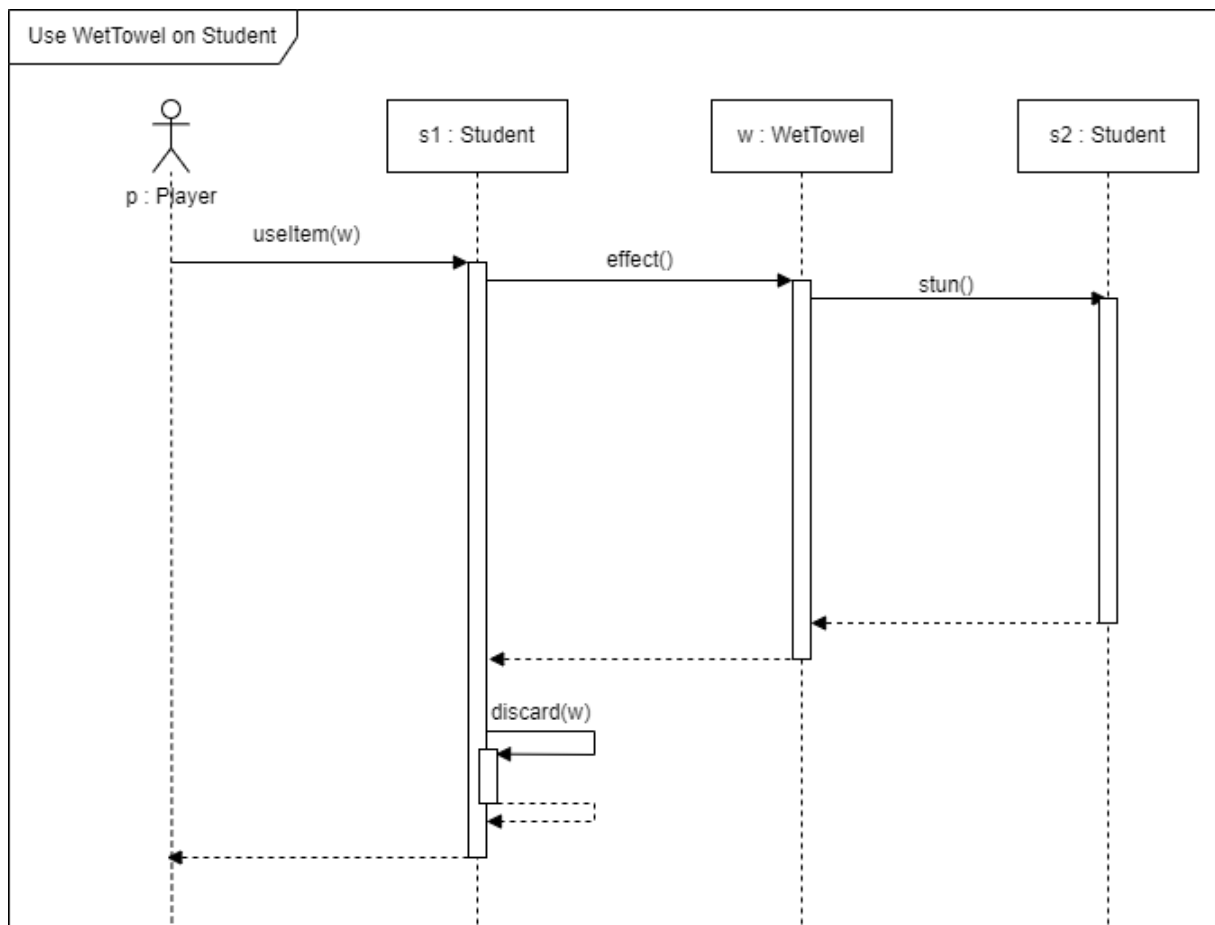 Use WetTowel on Student
s1 : Student
w : WetTowel
s2 : Student
p : Player
useItem(w)
effect()
stun()
discard(w)